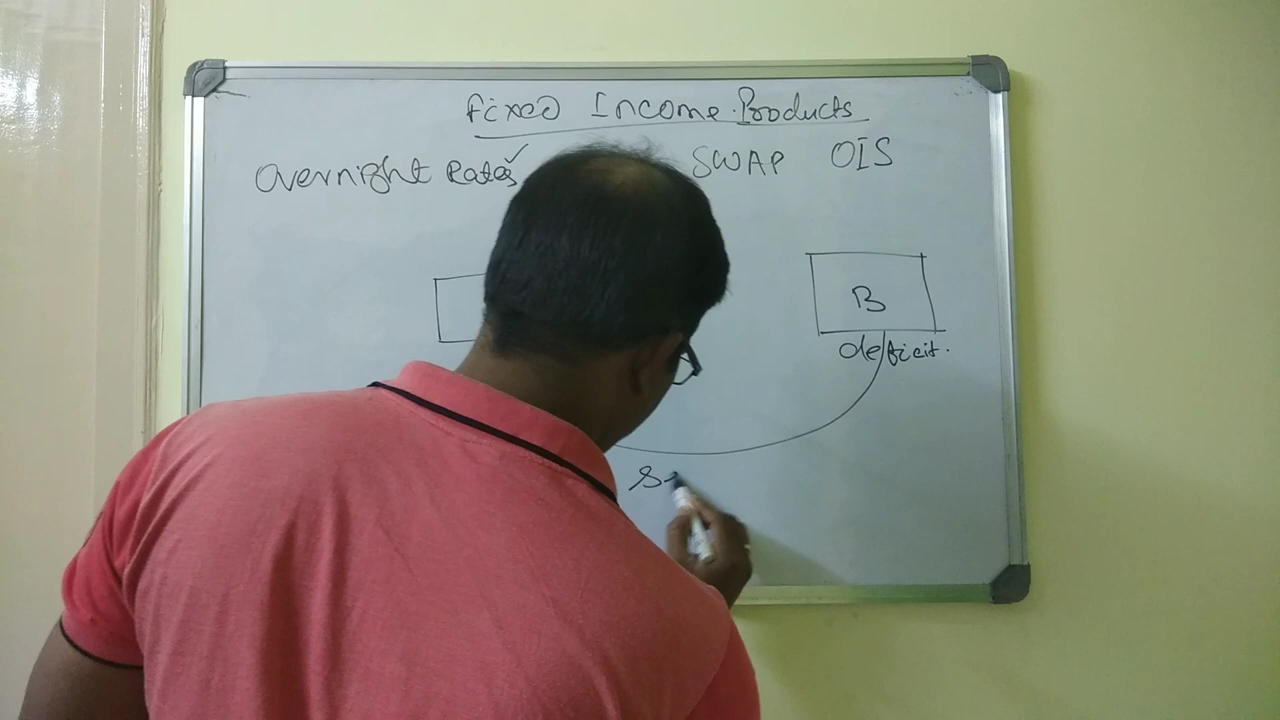 Fixed Income Products
Overnight Rates SWAP OIS
B
deficit.